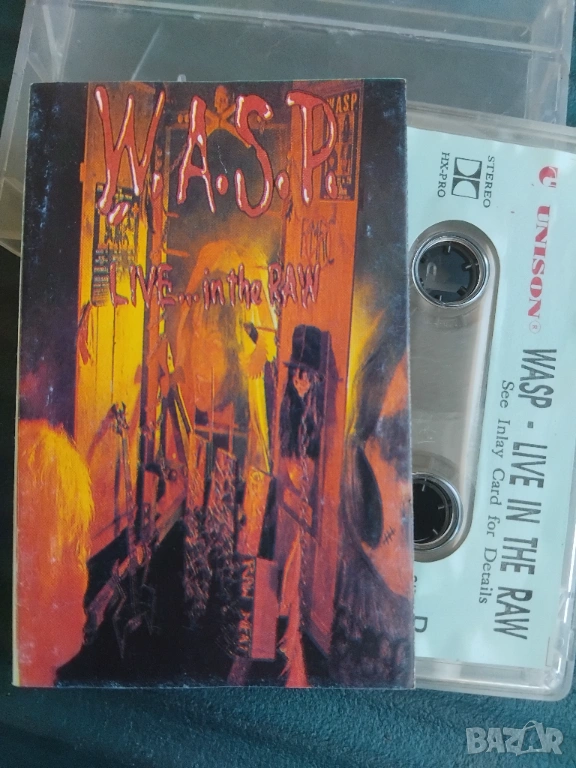 W.A.S.P.
LIVE... in the RAW
WASP
STEREO
HX-PRO
UNISON®
WASP - LIVE IN THE RAW
See Inlay Card for Details
BAZAR